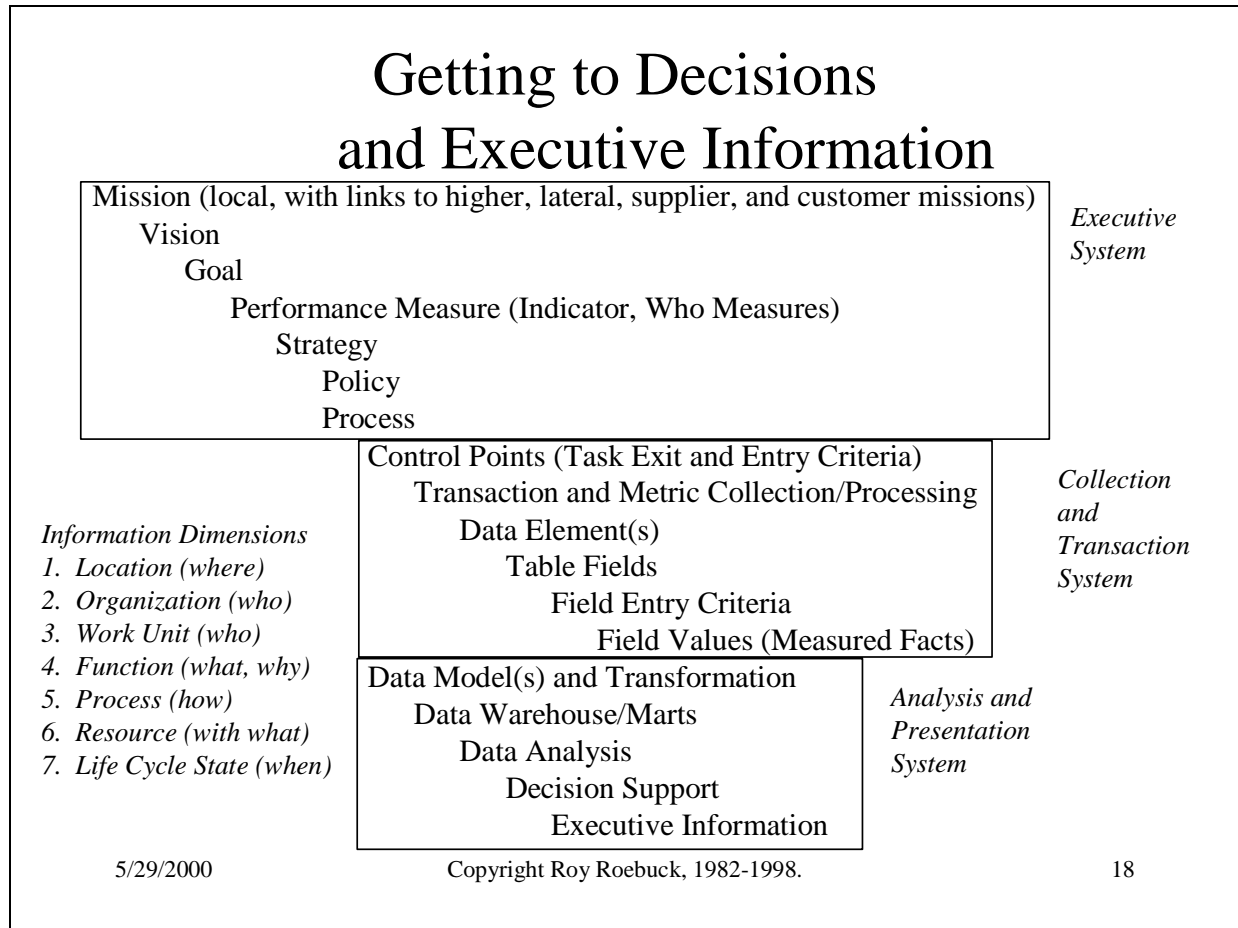 Getting to Decisions
and Executive Information
Mission (local, with links to higher, lateral, supplier, and customer missions)
Vision
Goal
Performance Measure (Indicator, Who Measures)
Strategy
Policy
Process
Executive
System
Control Points (Task Exit and Entry Criteria)
Transaction and Metric Collection/Processing
Data Element(s)
Table Fields
Field Entry Criteria
Field Values (Measured Facts)
Collection
and
Transaction
System
Information Dimensions
1. Location (where)
2. Organization (who)
3. Work Unit (who)
4. Function (what, why)
5. Process (how)
6. Resource (with what)
7. Life Cycle State (when)
Data Model(s) and Transformation
Data Warehouse/Marts
Data Analysis
Decision Support
Executive Information
Analysis and
Presentation
System
5/29/2000
Copyright Roy Roebuck, 1982-1998.
18